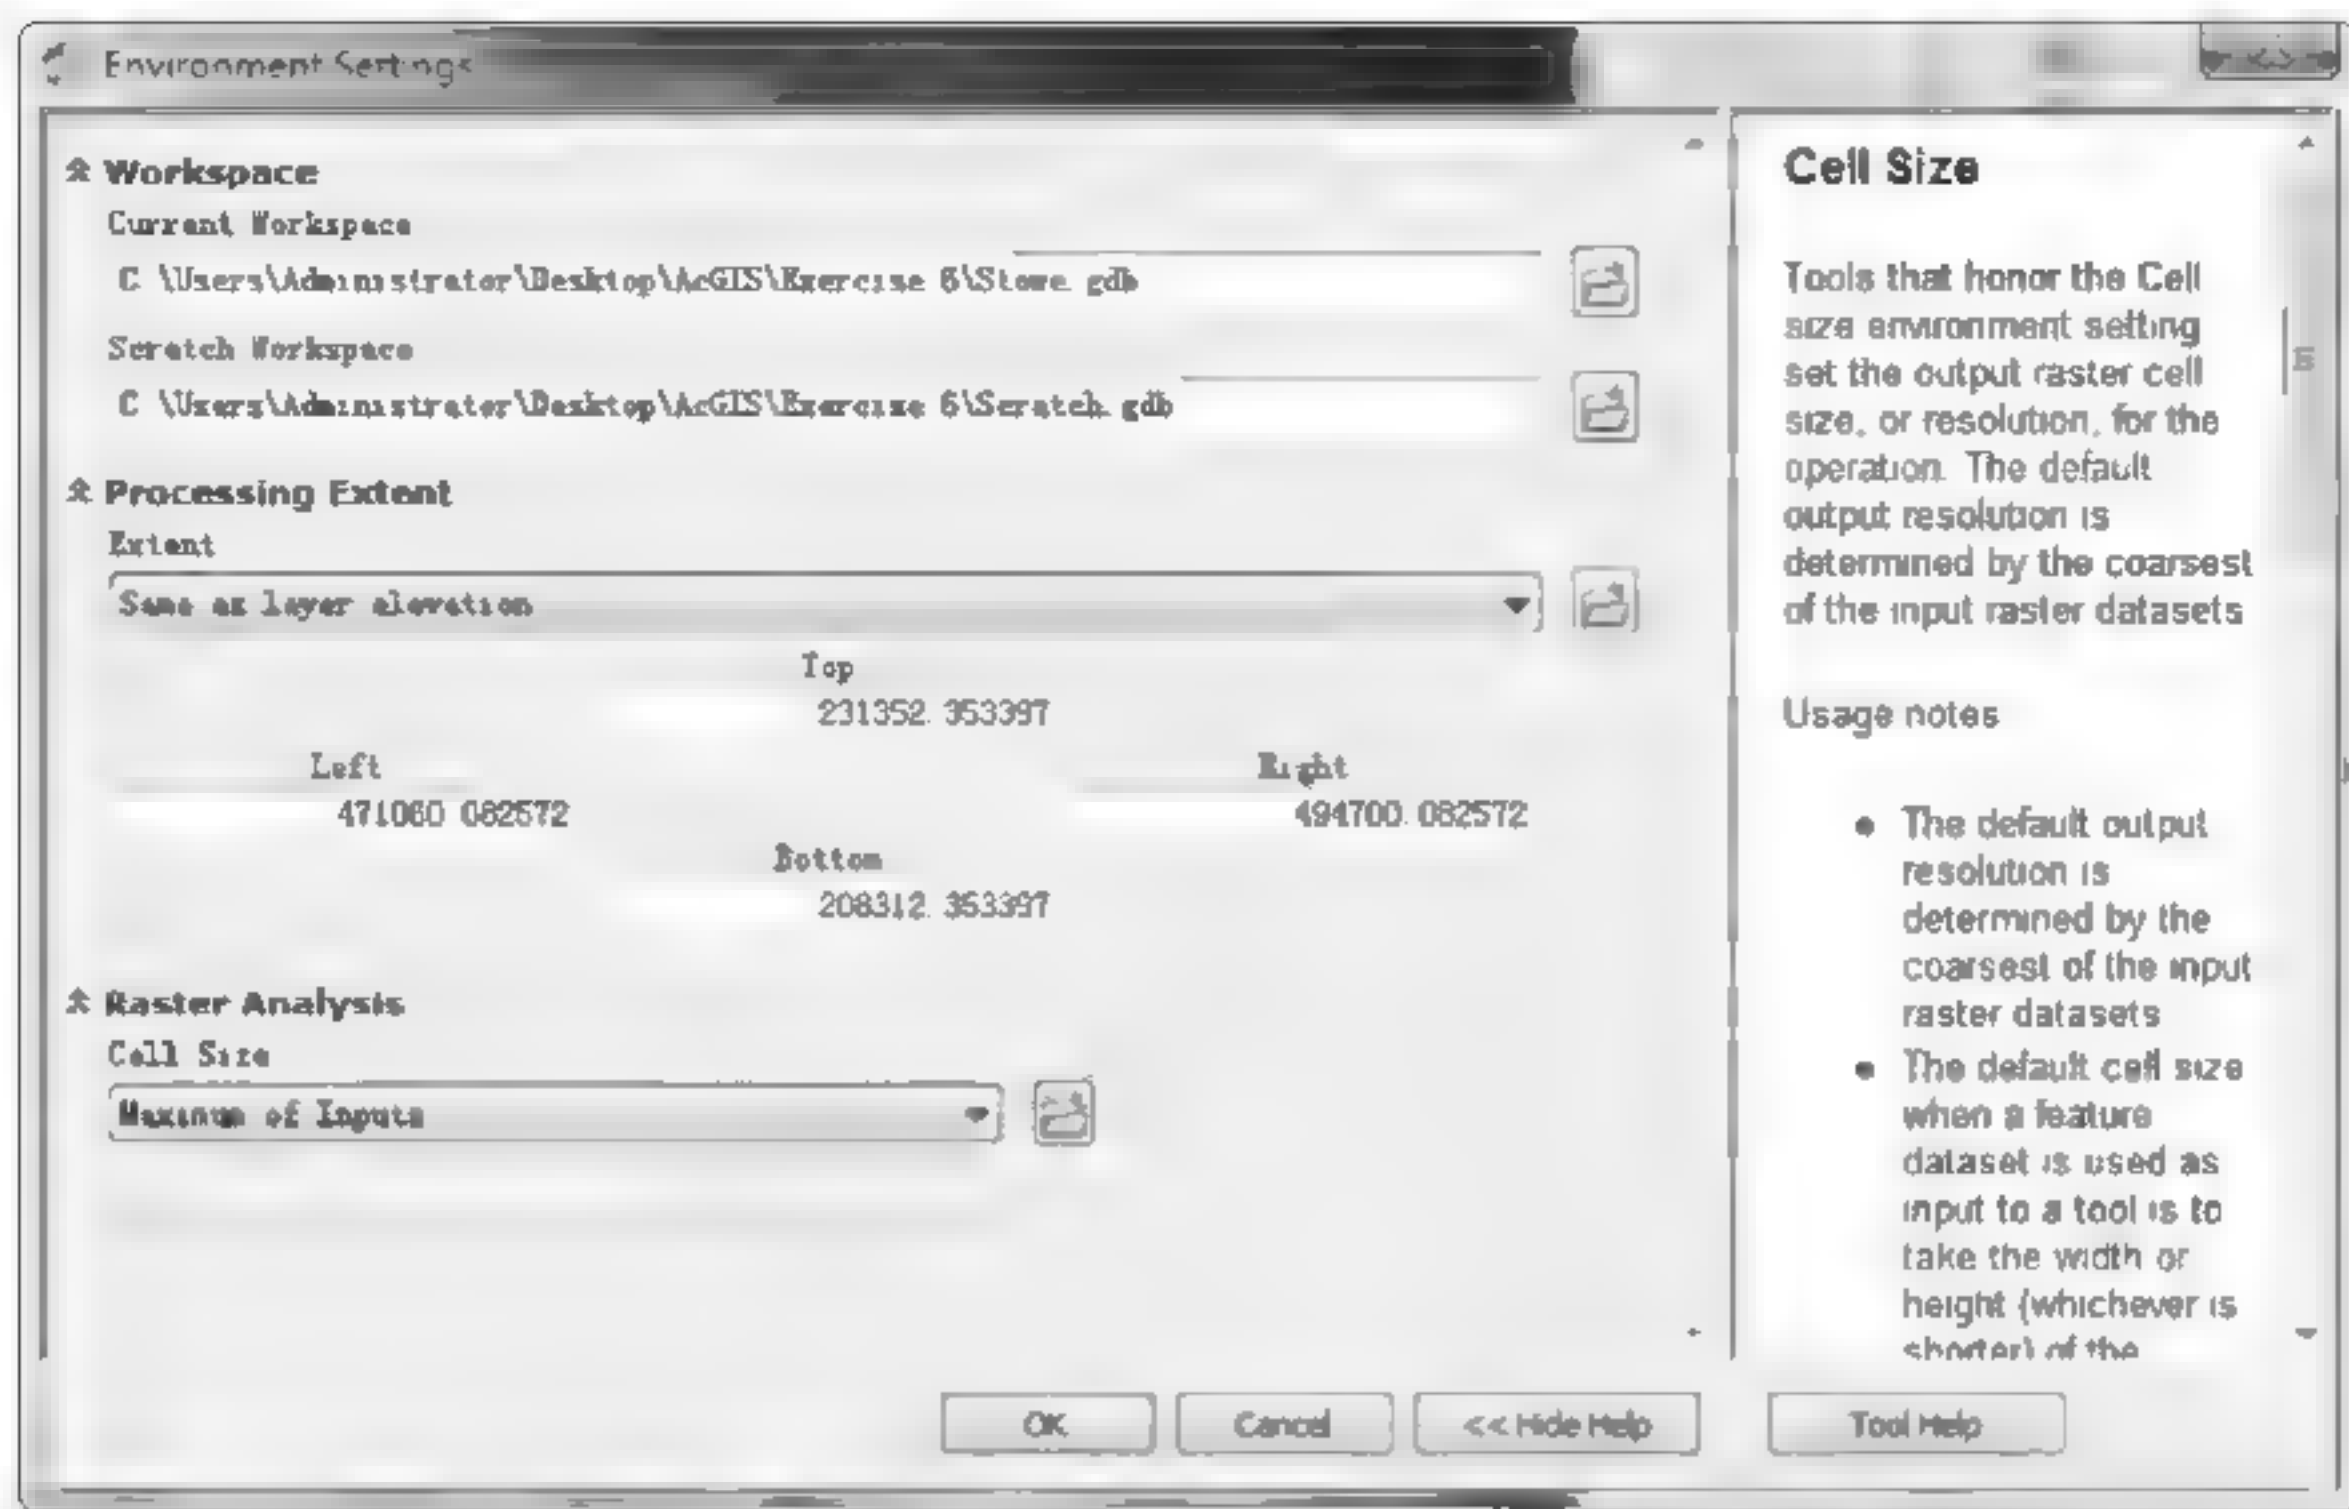 Environment Settings
Workspace
Current Workspace
C:\Users\Administrator\Desktop\AcGIS\Exercise 6\Stowe.gdb
Scratch Workspace
C:\Users\Administrator\Desktop\AcGIS\Exercise 6\Scratch.gdb
Processing Extent
Extent
Same as layer elevation
Top
231352.353397
Left
Right
471060.082572
494700.082572
Bottom
208312.353397
Raster Analysis
Cell Size
Maximum of Inputs
OK
Cancel
<< Hide Help
Cell Size
Tools that honor the Cell
size environment setting
set the output raster cell
size, or resolution, for the
operation. The default
output resolution is
determined by the coarsest
of the input raster datasets
Usage notes
• The default output
resolution is
determined by the
coarsest of the input
raster datasets
• The default cell size
when a feature
dataset is used as
input to a tool is to
take the width or
height (whichever is
shorter) of the
Tool Help